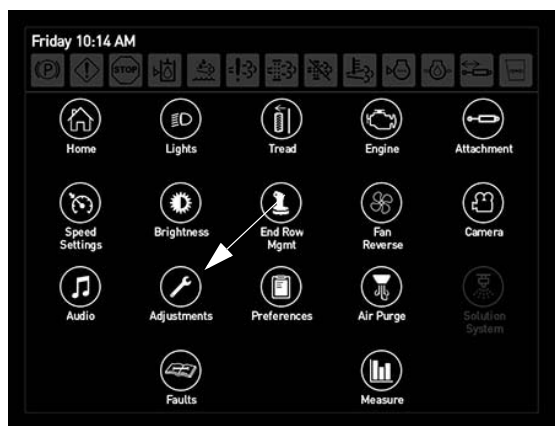 Friday 10:14 AM
(P)
STOP
Home
Lights
Tread
Engine
Attachment
Speed
Settings
Brightness
End Row
Mgmt
Fan
Reverse
Camera
Audio
Adjustments
Preferences
Air Purge
Solution
System
Faults
Measure